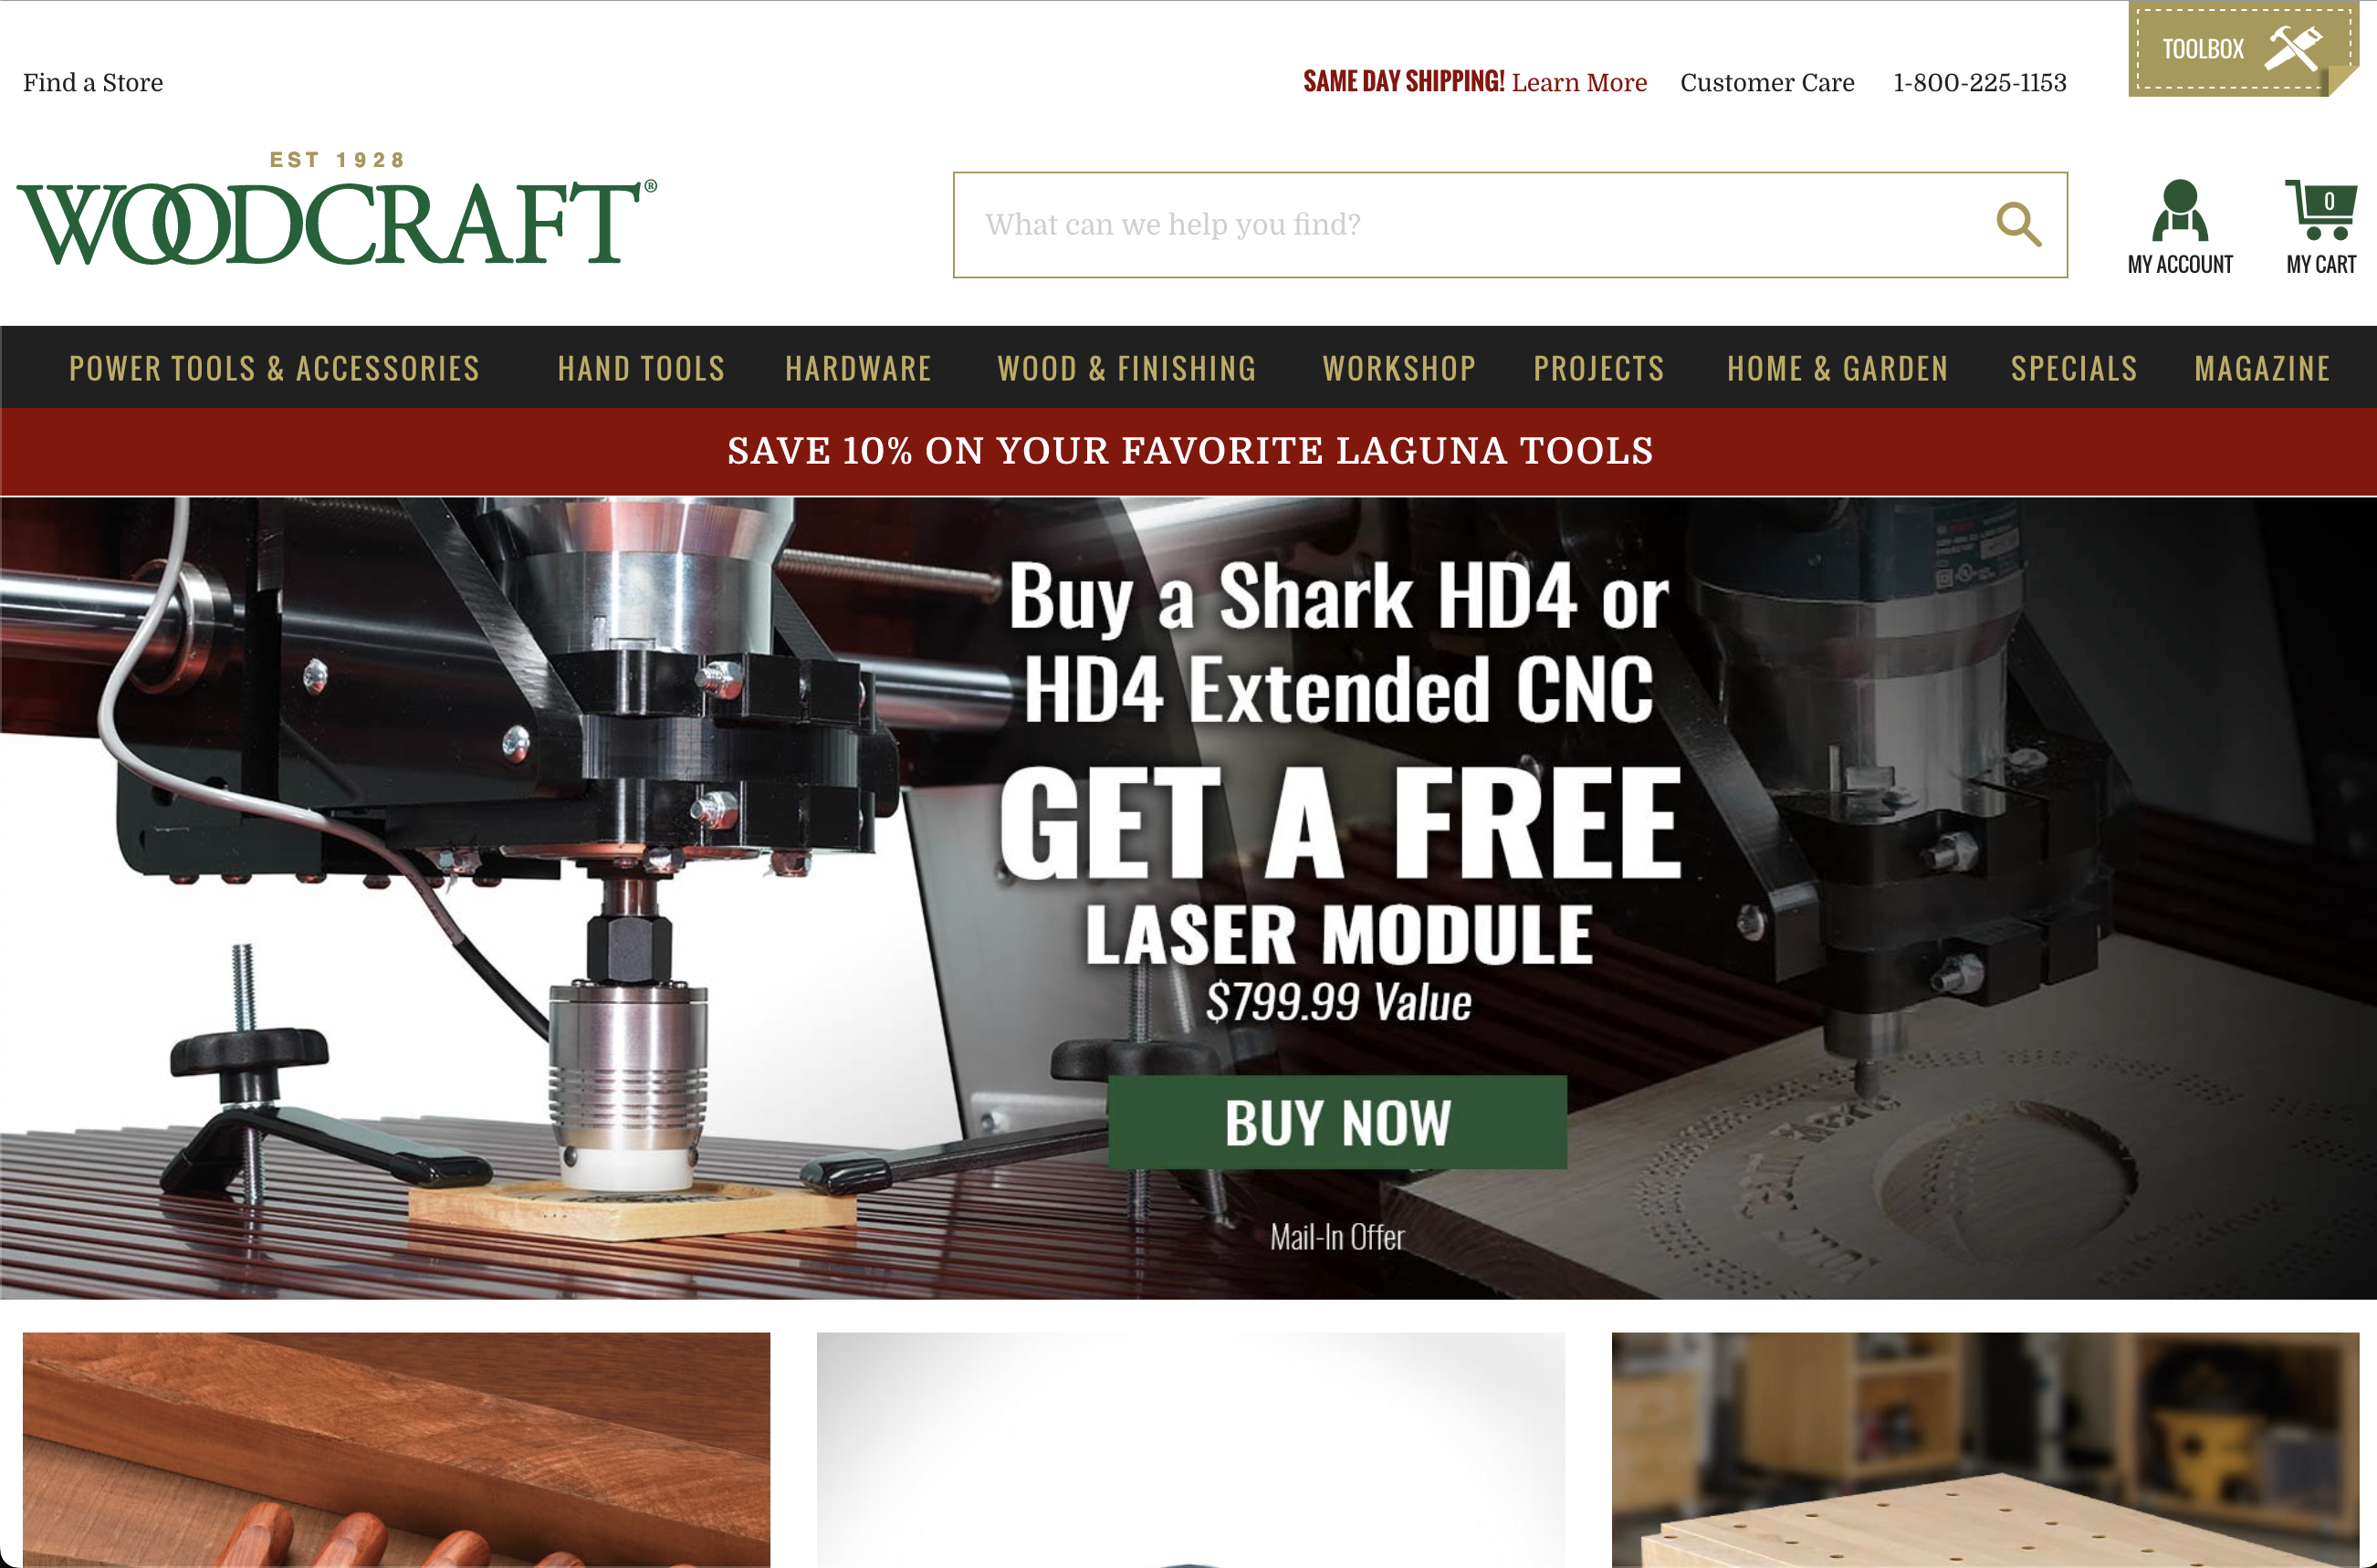 TOOLBOX
Find a Store
SAME DAY SHIPPING! Learn More
Customer Care
1-800-225-1153
EST 1928
WOODCRAFT®
What can we help you find?
MY ACCOUNT
0
MY CART
POWER TOOLS & ACCESSORIES
HAND TOOLS
HARDWARE
WOOD & FINISHING
WORKSHOP
PROJECTS
HOME & GARDEN
SPECIALS
MAGAZINE
SAVE 10% ON YOUR FAVORITE LAGUNA TOOLS
Buy a Shark HD4 or
HD4 Extended CNC
GET A FREE
LASER MODULE
$799.99 Value
BUY NOW
Mail-In Offer